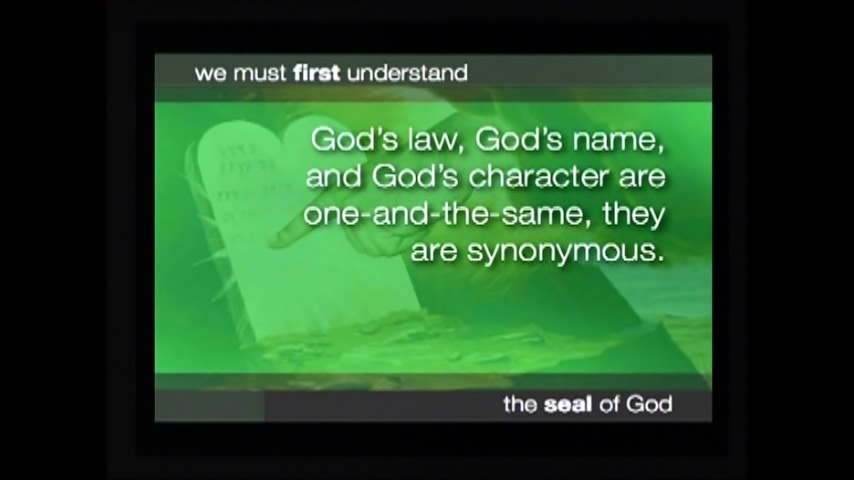 we must first understand
God's law, God's name,
and God's character are
one-and-the-same, they
are synonymous.
the seal of God